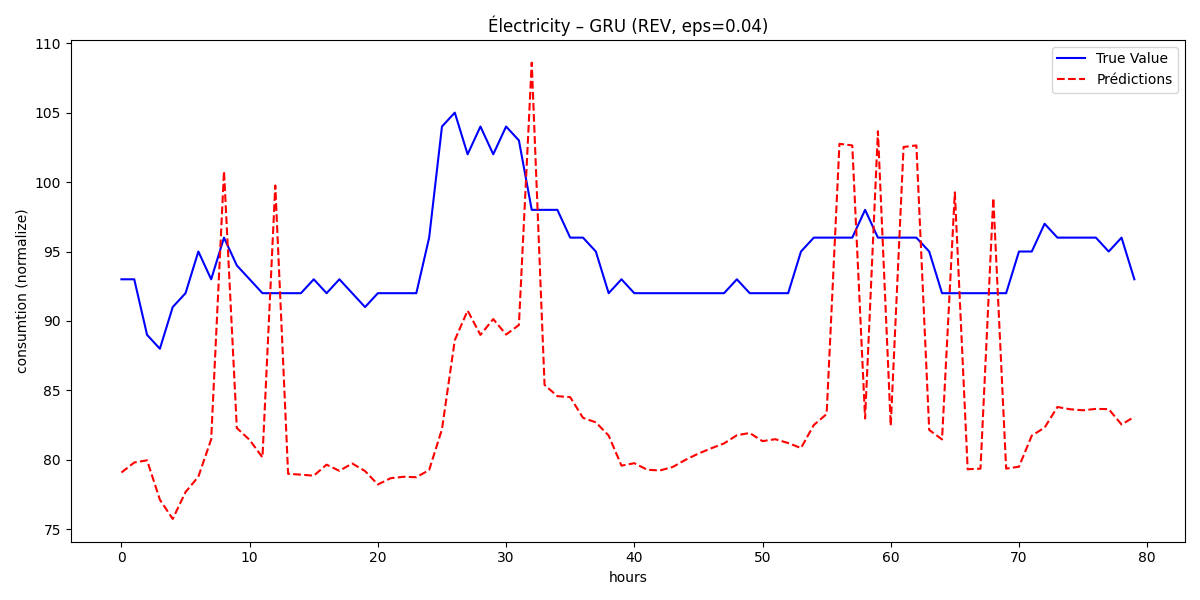 Électricity – GRU (REV, eps=0.04)
110
105
100
95
90
85
80
75
consumtion (normalize)
True Value
Prédictions
0 10 20 30 40 50 60 70 80
hours